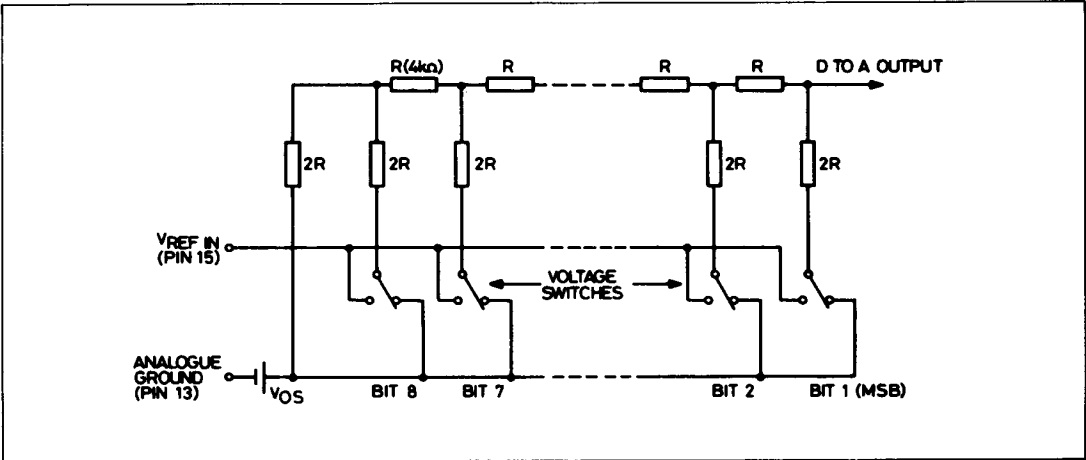 R(4kΩ) R R R D TO A OUTPUT
2R 2R 2R 2R 2R
VREF IN
(PIN 15)
VOLTAGE
SWITCHES
ANALOGUE
GROUND
(PIN 13)
VOS
BIT 8 BIT 7 BIT 2 BIT 1 (MSB)